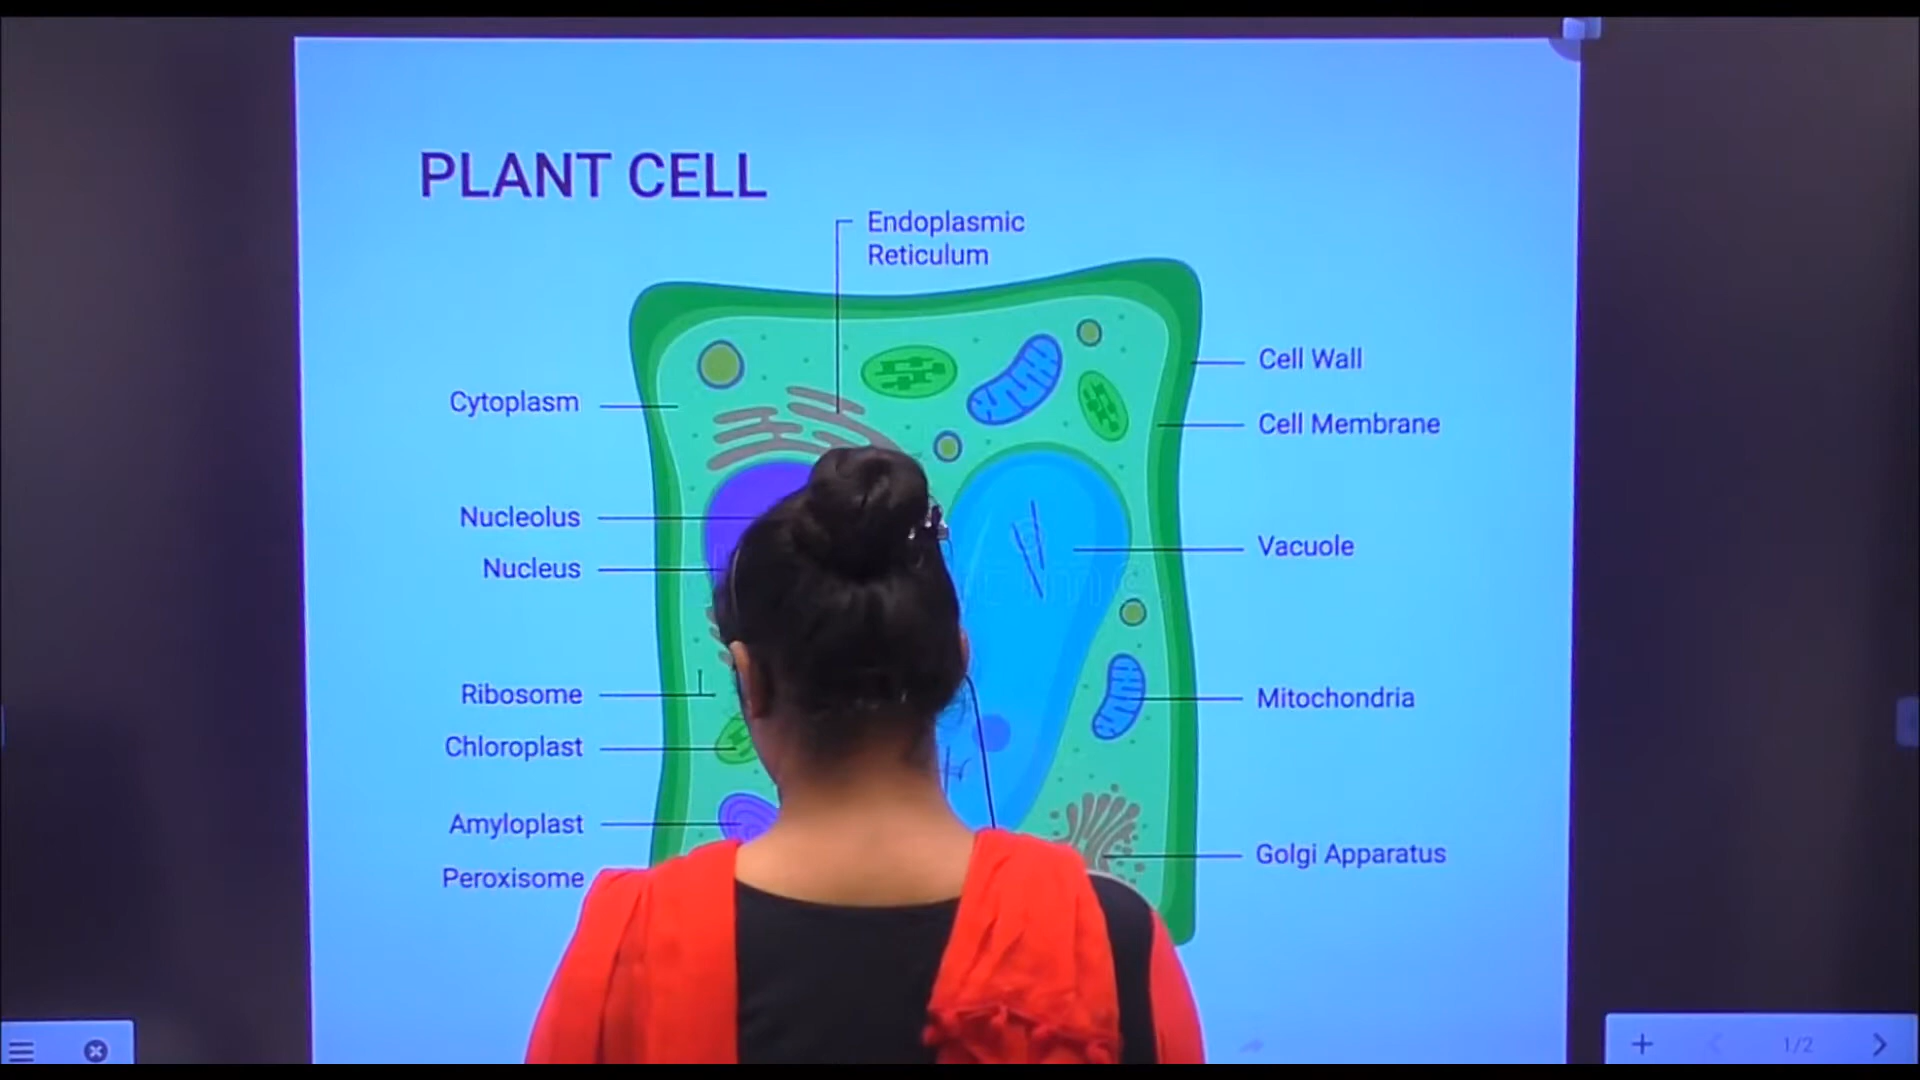 PLANT CELL
Endoplasmic
Reticulum
Cell Wall
Cytoplasm
Cell Membrane
Nucleolus
Vacuole
Nucleus
Ribosome
Mitochondria
Chloroplast
Amyloplast
Golgi Apparatus
Peroxisome
1/2